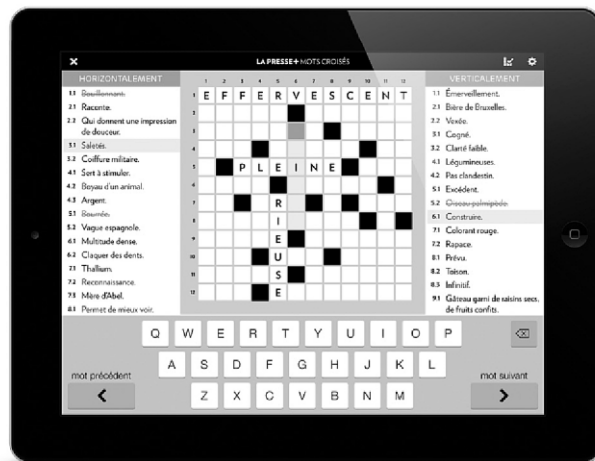 LA PRESSE+ MOTS CROISÉS
HORIZONTALEMENT
1.1 Bouillonnant.
2.1 Raconte.
2.2 Qui donnent une impression
de douceur.
3.1 Saletés.
3.2 Coiffure militaire.
4.1 Sert à stimuler.
4.2 Boyau d'un animal.
4.3 Argent.
5.1 Bourrée.
5.2 Vague espagnole.
6.1 Multitude dense.
6.2 Claquer des dents.
7.1 Thallium.
7.2 Reconnaissance.
7.3 Mère d'Abel.
8.1 Permet de mieux voir.
1 2 3 4 5 6 7 8 9 10 11 12
1 E F F E R V E S C E N T
2
3
4
5 P L E I N E
6
7 R
8 I
9 E
10 U
11 S
12 E
VERTICALEMENT
1.1 Émerveillement.
2.1 Bière de Bruxelles.
2.2 Vexée.
3.1 Cogné.
3.2 Clarté faible.
4.1 Légumineuses.
4.2 Pas clandestin.
5.1 Excédent.
5.2 Oiseau palmipède.
6.1 Construire.
7.1 Colorant rouge.
7.2 Rapace.
8.1 Prévu.
8.2 Toison.
8.3 Infinitif.
9.1 Gâteau garni de raisins secs,
de fruits confits.
Q W E R T Y U I O P
A S D F G H J K L
mot précédent
mot suivant
Z X C V B N M